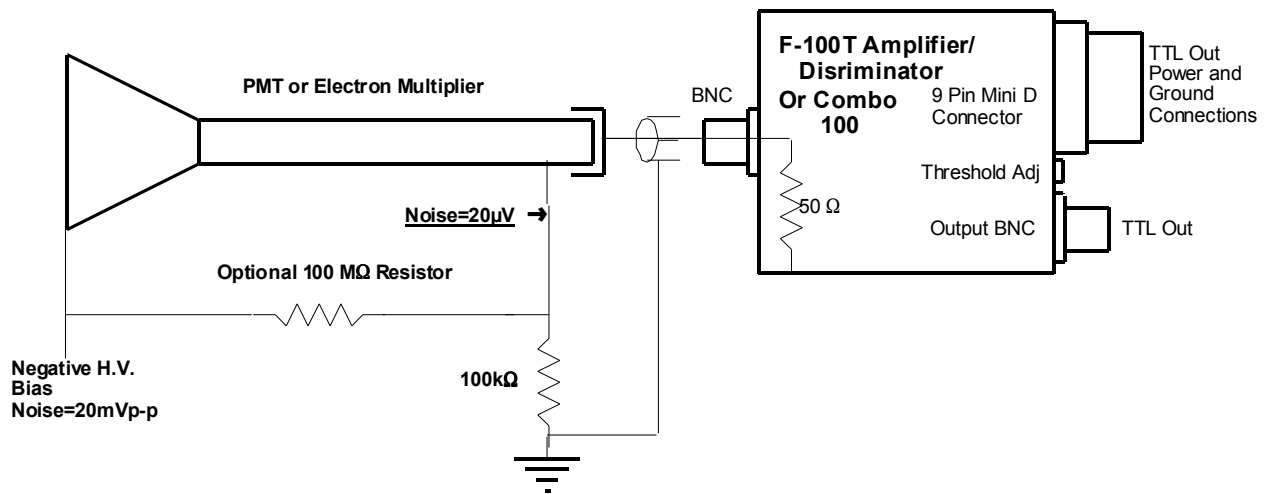 F-100T Amplifier/
Disriminator
Or Combo
100
9 Pin Mini D
Connector
TTL Out
Power and
Ground
Connections
PMT or Electron Multiplier
BNC
Threshold Adj
50 Ω
Noise=20µV
Output BNC
TTL Out
Optional 100 MΩ Resistor
Negative H.V.
Bias
Noise=20mVp-p
100kΩ